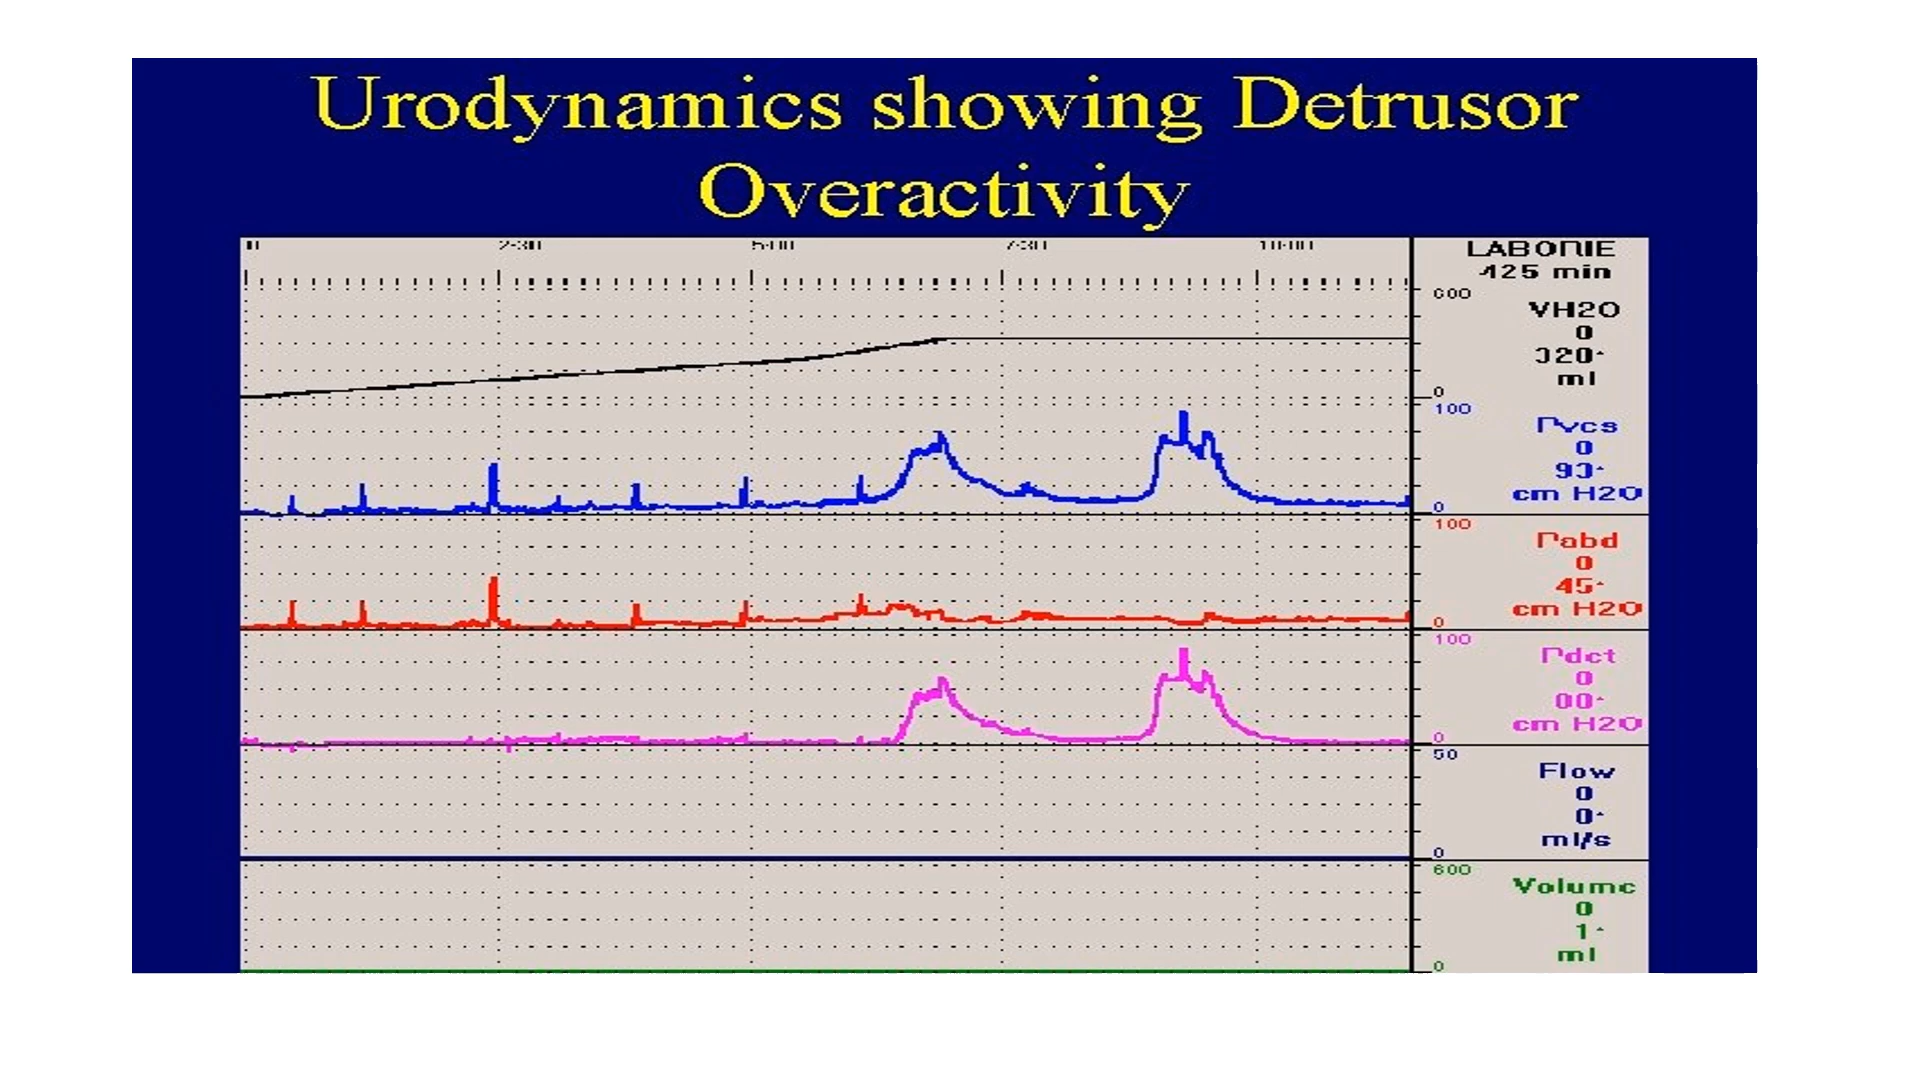 Urodynamics showing Detrusor
Overactivity
0 2:30 5:00 7:30 10:00
LABORIE
min
600
VH2O
0
320
ml
0
100
Pves
0
93
cm H2O
0
100
Pabd
0
45
cm H2O
0
100
Pdet
0
cm H2O
0
50
Flow
0
0
ml/s
0
600
Volume
0
1
ml
0